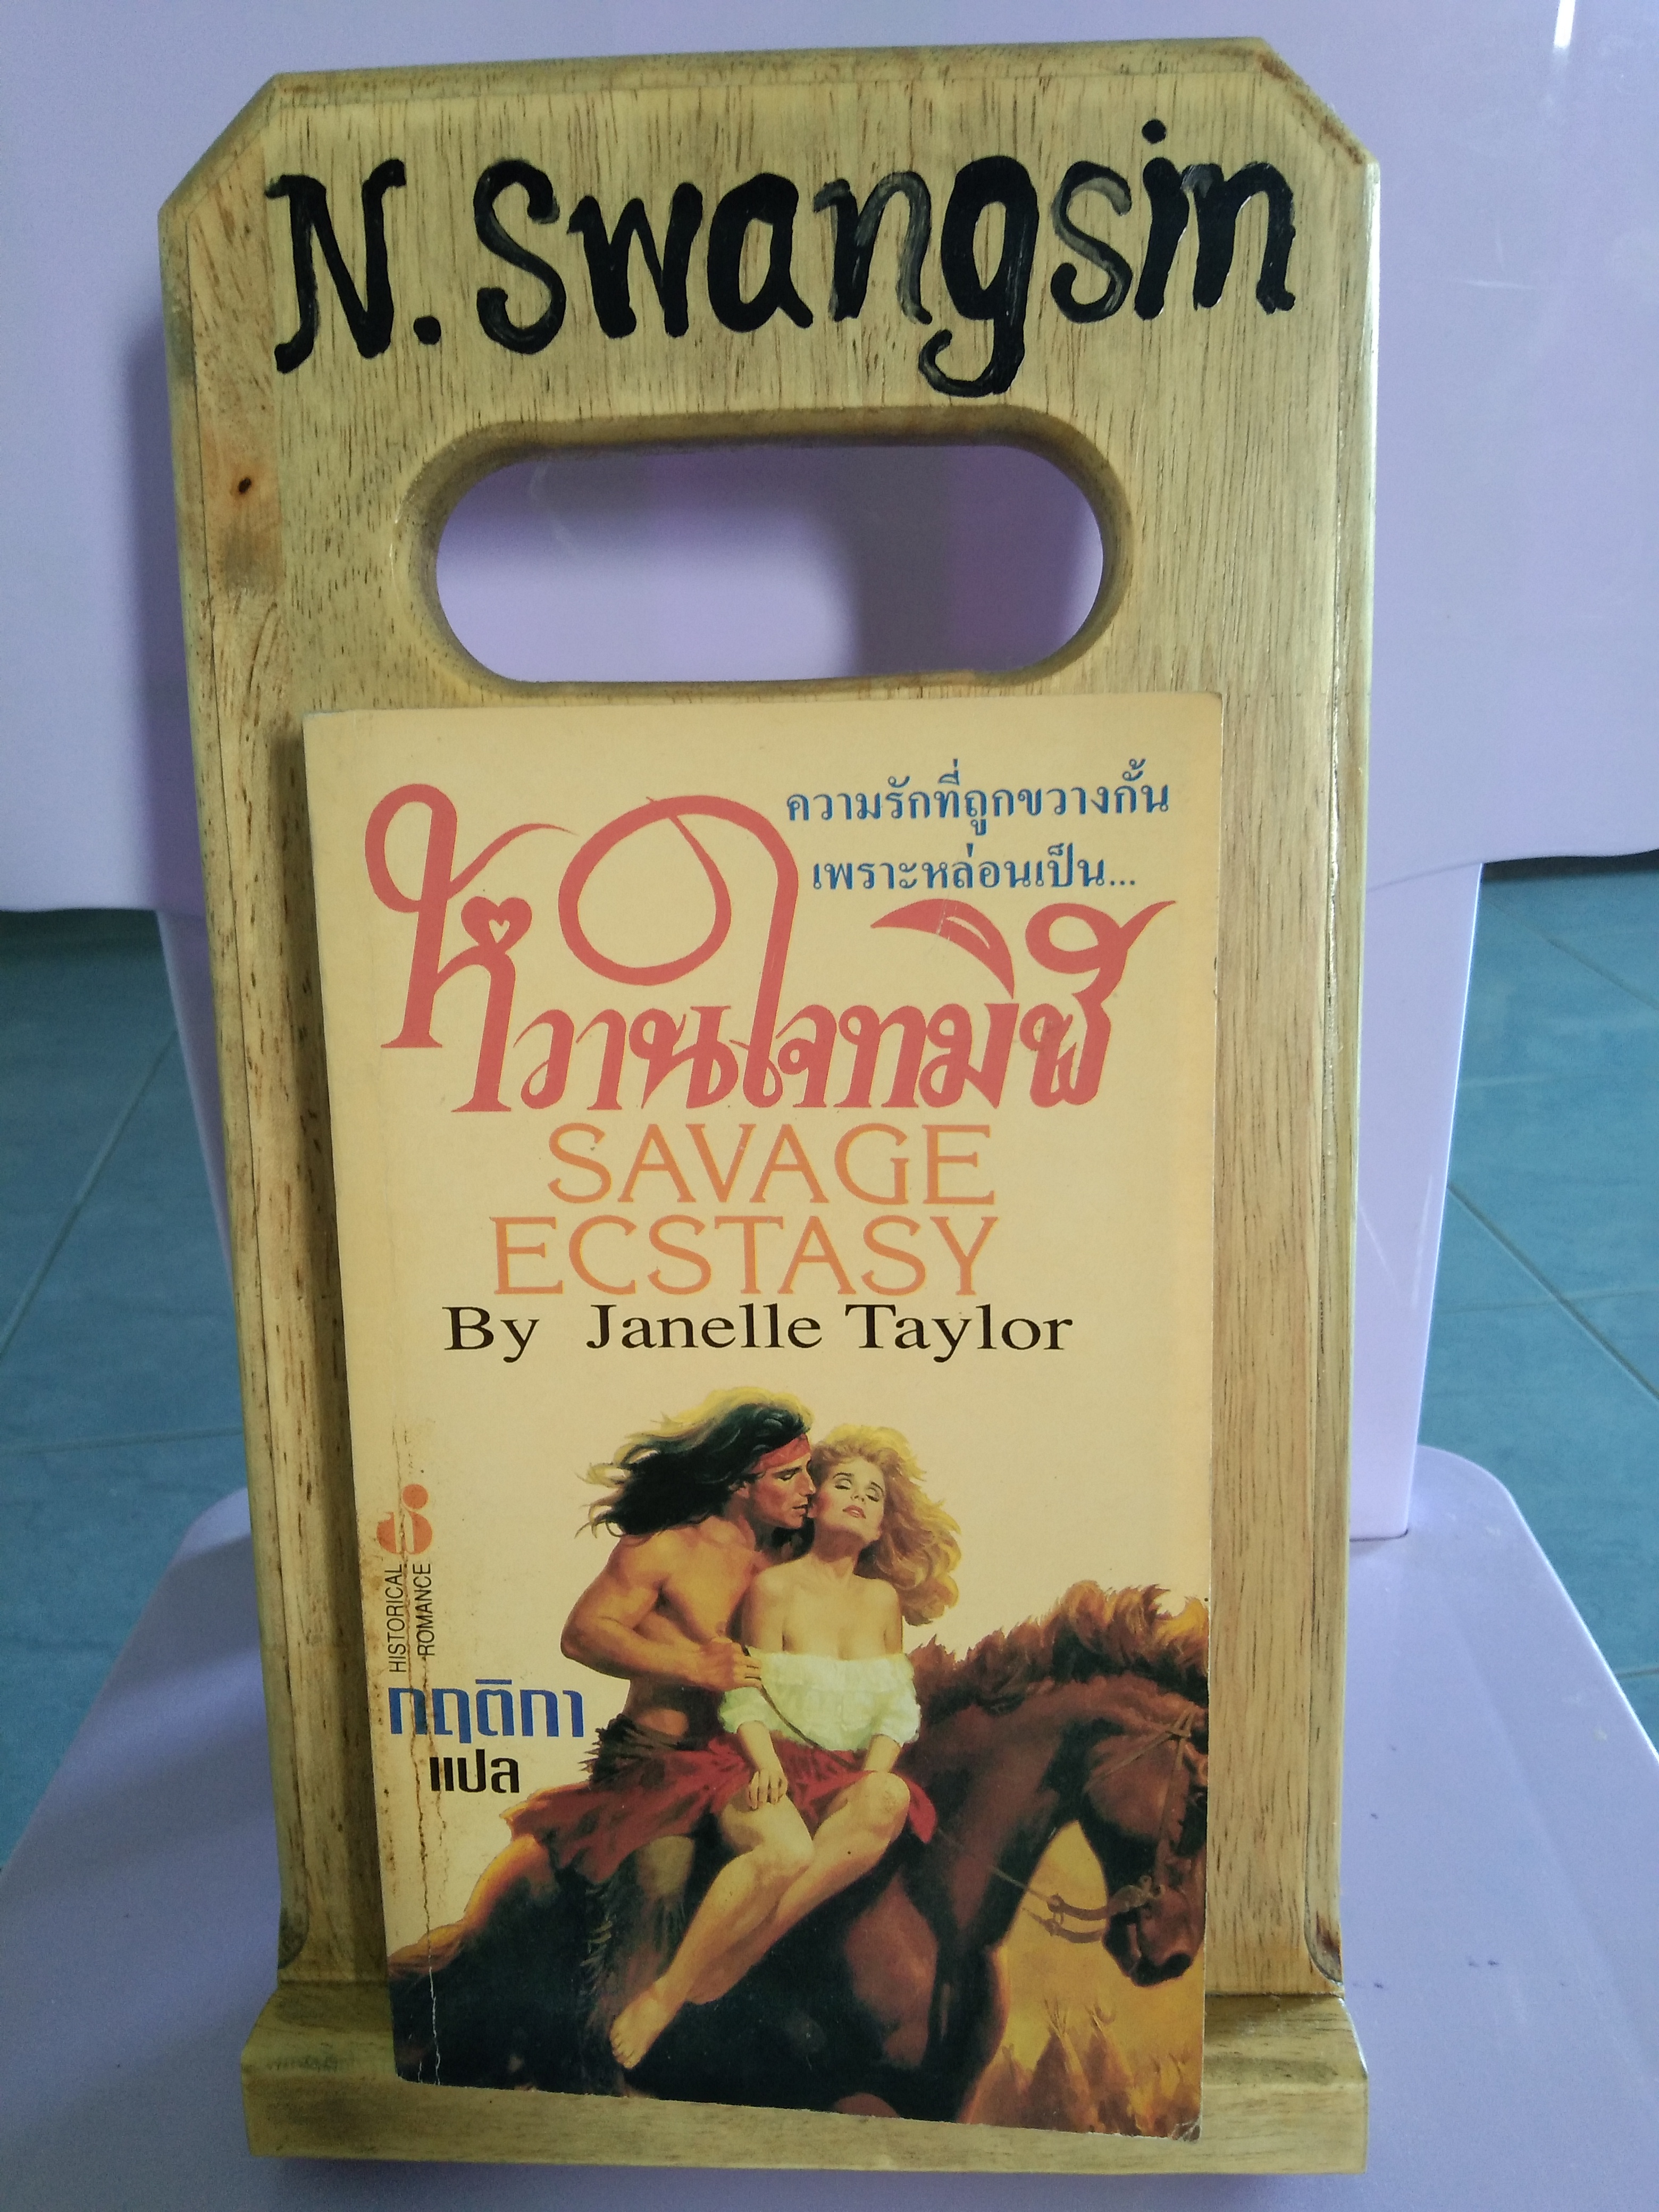 N. Swangsin
ความรักที่ถูกขวางกั้น
เพราะหล่อนเป็น...
หวานใจทมิฬ
SAVAGE
ECSTASY
By Janelle Taylor
HISTORICAL
ROMANCE
กฤติกา
แปล